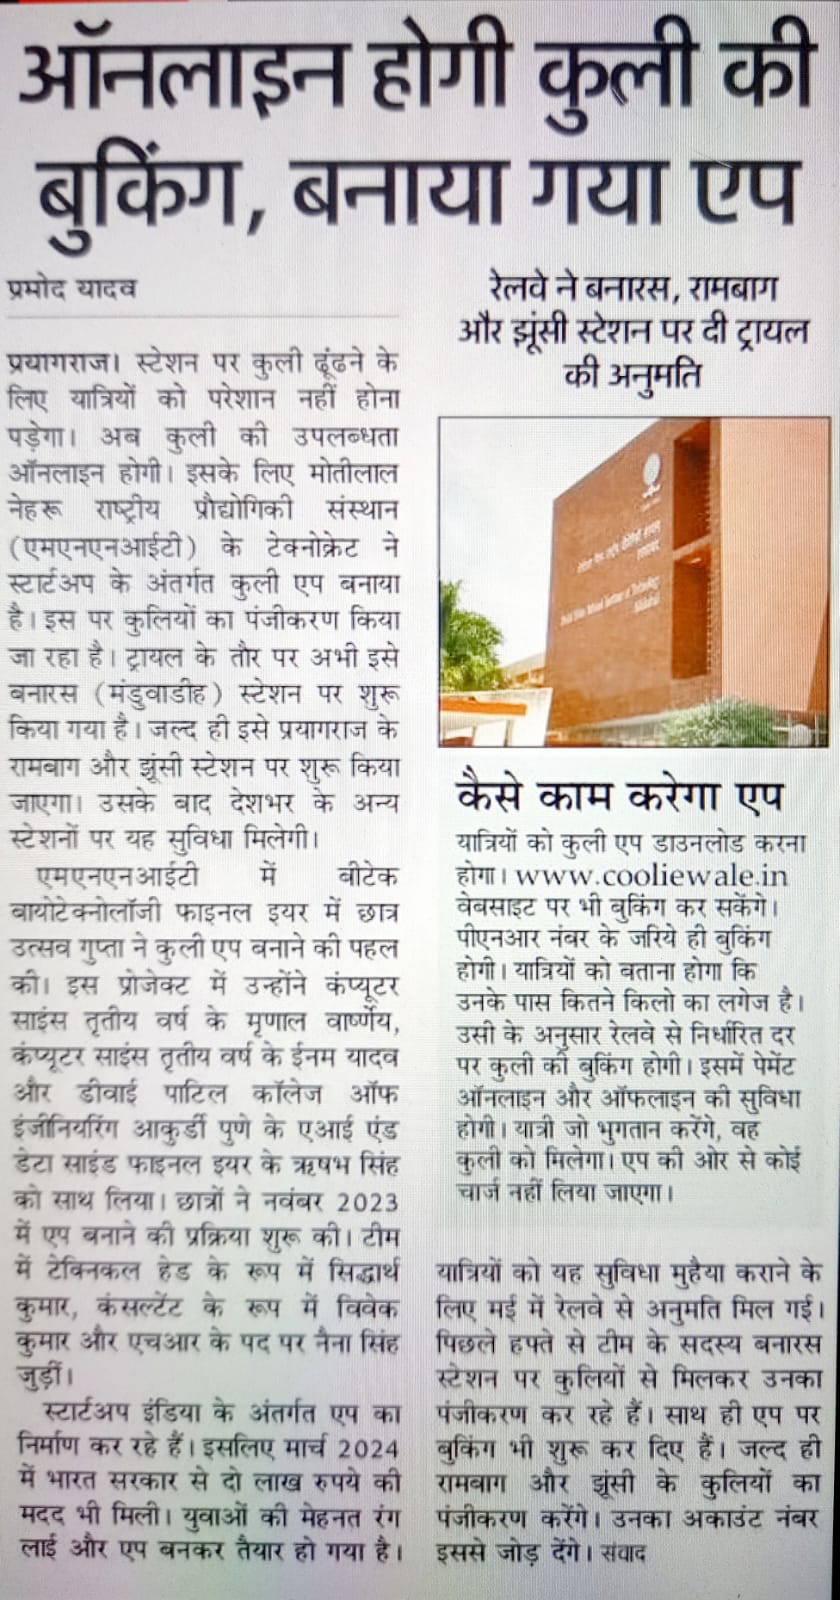 ऑनलाइन होगी कुली की
बुकिंग, बनाया गया एप
प्रमोद यादव
प्रयागराज। स्टेशन पर कुली ढूंढने के
लिए यात्रियों को परेशान नहीं होना
पड़ेगा। अब कुली की उपलब्धता
ऑनलाइन होगी। इसके लिए मोतीलाल
नेहरू राष्ट्रीय प्रौद्योगिकी संस्थान
(एमएनएनआईटी) के टेक्नोक्रेट ने
स्टार्टअप के अंतर्गत कुली एप बनाया
है। इस पर कुलियों का पंजीकरण किया
जा रहा है। ट्रायल के तौर पर अभी इसे
बनारस (मंडुवाडीह) स्टेशन पर शुरू
किया गया है। जल्द ही इसे प्रयागराज के
रामबाग और झूंसी स्टेशन पर शुरू किया
जाएगा। उसके बाद देशभर के अन्य
स्टेशनों पर यह सुविधा मिलेगी।
एमएनएनआईटी में बीटेक
बायोटेक्नोलॉजी फाइनल इयर में छात्र
उत्सव गुप्ता ने कुली एप बनाने की पहल
की। इस प्रोजेक्ट में उन्होंने कंप्यूटर
साइंस तृतीय वर्ष के मृणाल वार्ष्णेय,
कंप्यूटर साइंस तृतीय वर्ष के ईनम यादव
और डीवाई पाटिल कॉलेज ऑफ
इंजीनियरिंग आकुर्डी पुणे के एआई एंड
डेटा साइंड फाइनल इयर के ऋषभ सिंह
को साथ लिया। छात्रों ने नवंबर 2023
में एप बनाने की प्रक्रिया शुरू की। टीम
में टेक्निकल हेड के रूप में सिद्धार्थ
कुमार, कंसल्टेंट के रूप में विवेक
कुमार और एचआर के पद पर नैना सिंह
जुड़ीं।
स्टार्टअप इंडिया के अंतर्गत एप का
निर्माण कर रहे हैं। इसलिए मार्च 2024
में भारत सरकार से दो लाख रुपये की
मदद भी मिली। युवाओं की मेहनत रंग
लाई और एप बनकर तैयार हो गया है।
रेलवे ने बनारस, रामबाग
और झूंसी स्टेशन पर दी ट्रायल
की अनुमति
कैसे काम करेगा एप
यात्रियों को कुली एप डाउनलोड करना
होगा। www.cooliewale.in
वेबसाइट पर भी बुकिंग कर सकेंगे।
पीएनआर नंबर के जरिये ही बुकिंग
होगी। यात्रियों को बताना होगा कि
उनके पास कितने किलो का लगेज है।
उसी के अनुसार रेलवे से निर्धारित दर
पर कुली की बुकिंग होगी। इसमें पेमेंट
ऑनलाइन और ऑफलाइन की सुविधा
होगी। यात्री जो भुगतान करेंगे, वह
कुली को मिलेगा। एप की ओर से कोई
चार्ज नहीं लिया जाएगा।
यात्रियों को यह सुविधा मुहैया कराने के
लिए मई में रेलवे से अनुमति मिल गई।
पिछले हफ्ते से टीम के सदस्य बनारस
स्टेशन पर कुलियों से मिलकर उनका
पंजीकरण कर रहे हैं। साथ ही एप पर
बुकिंग भी शुरू कर दिए हैं। जल्द ही
रामबाग और झूंसी के कुलियों का
पंजीकरण करेंगे। उनका अकाउंट नंबर
इससे जोड़ देंगे। संवाद